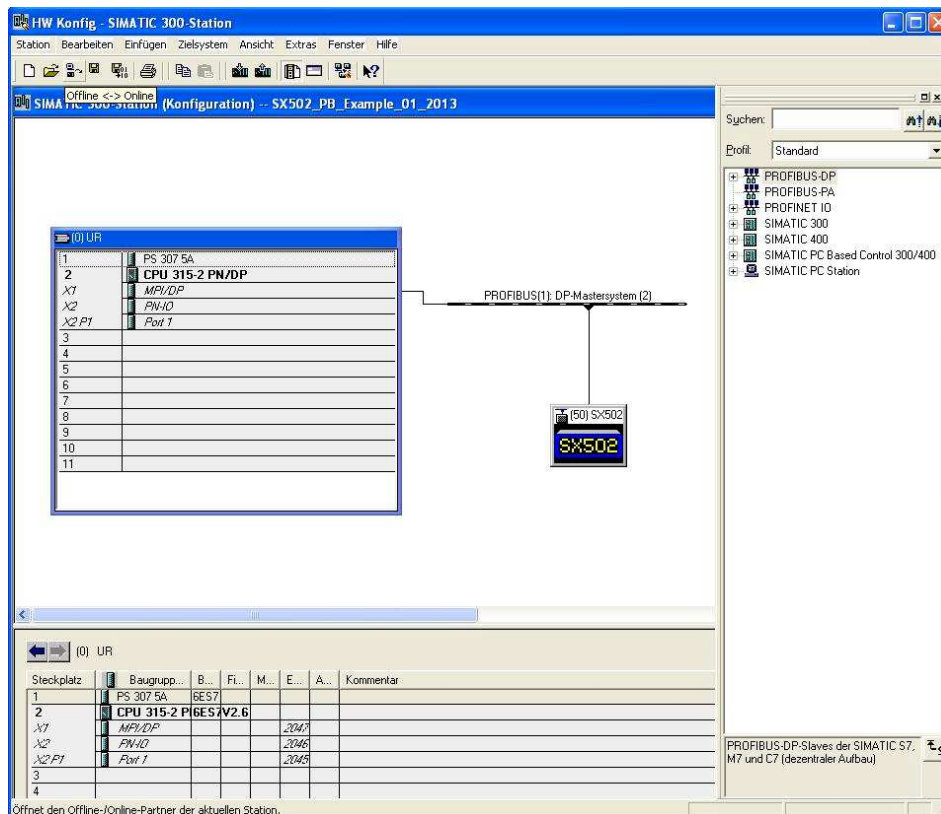 HW Konfig - SIMATIC 300-Station
Station Bearbeiten Einfügen Zielsystem Ansicht Extras Fenster Hilfe
Offline <-> Online
SIMATIC 300-Station (Konfiguration) -- SX502_PB_Example_01_2013
(0) UR
1 PS 307 5A
2 CPU 315-2 PN/DP
X1 MPI/DP
X2 PN-IO
X2 P1 Port 1
3
4
5
6
7
8
9
10
11
PROFIBUS(1): DP-Mastersystem (2)
(50) SX502
SX502
Suchen:
Profil: Standard
PROFIBUS-DP
PROFIBUS-PA
PROFINET IO
SIMATIC 300
SIMATIC 400
SIMATIC PC Based Control 300/400
SIMATIC PC Station
(0) UR
Steckplatz Baugrupp... B... Fi... M... E... A... Kommentar
1 PS 307 5A 6ES7
2 CPU 315-2 P 6ES7 V2.6
X1 MPI/DP 2047
X2 PN-IO 2046
X2 P1 Port 1 2045
3
4
PROFIBUS-DP-Slaves der SIMATIC S7,
M7 und C7 (dezentraler Aufbau)
Öffnet den Offline-/Online-Partner der aktuellen Station.